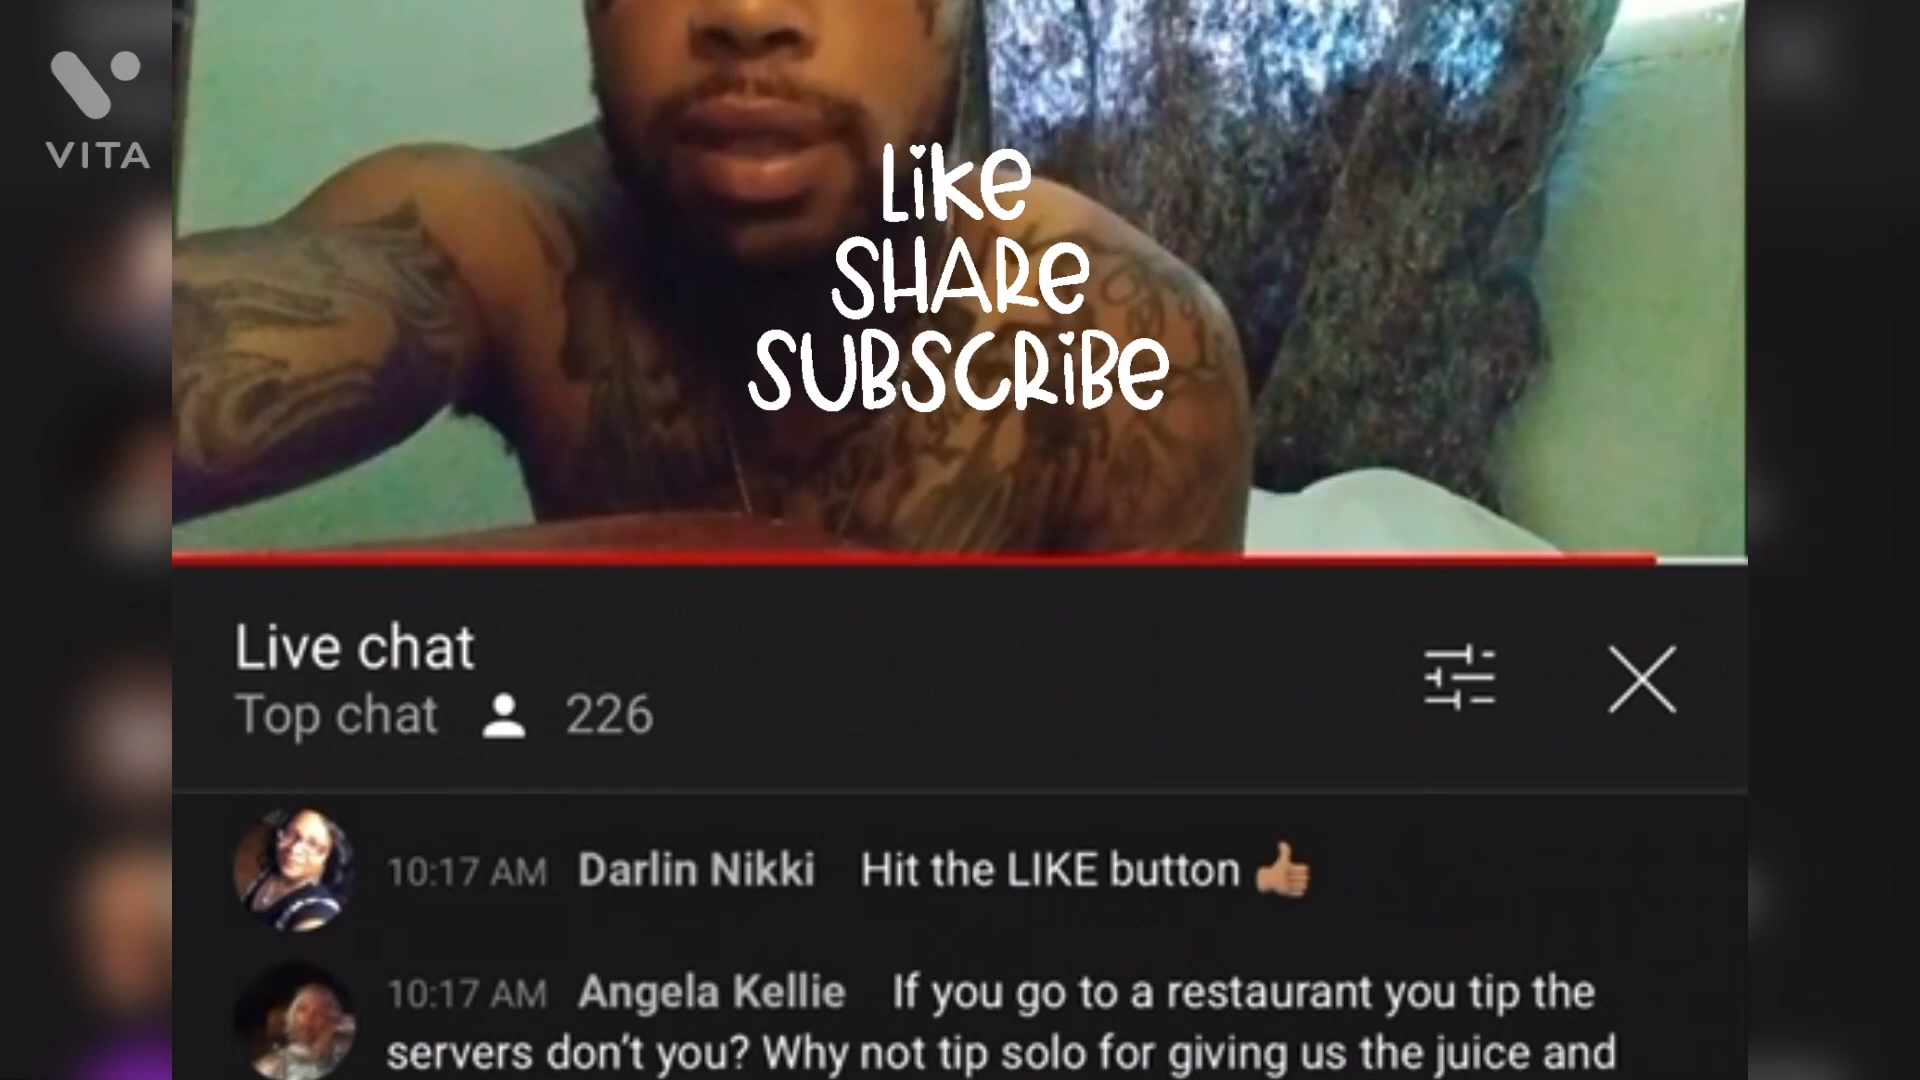 VITA
Like
SHARe
SUBSCRiBe
Live chat
Top chat 226
10:17 AM Darlin Nikki Hit the LIKE button
10:17 AM Angela Kellie If you go to a restaurant you tip the
servers don't you? Why not tip solo for giving us the juice and